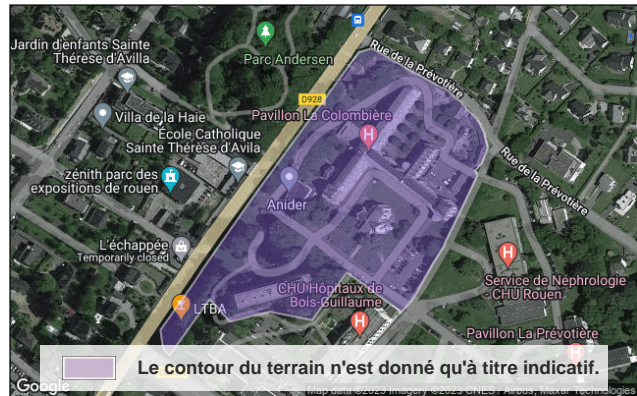 Jardin d'enfants Sainte
Thérèse d'Avilla
Parc Andersen
Rue de la Prévotière
D928
Villa de la Haie
Pavillon La Colombière
H
École Catholique
Sainte Thérèse d'Avila
Rue de la Prévotière
zénith parc des
expositions de rouen
Anider
L'échappée
Temporarily closed
H
Service de Néphrologie
- CHU Rouen
CHU Hôpitaux de
Bois-Guillaume
LTBA
H
Pavillon La Prévotière
H
Le contour du terrain n'est donné qu'à titre indicatif.
Google
Map data ©2023 Imagery ©2023 CNES / Airbus, Maxar Technologies